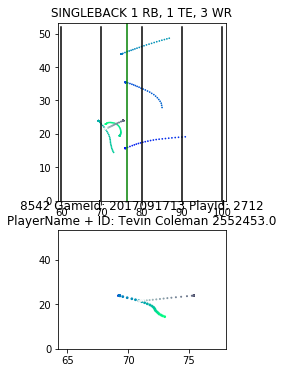 SINGLEBACK 1 RB, 1 TE, 3 WR
50
40
30
20
10
0
60 70 80 90 100
8542 GameId: 2017091713 PlayId: 2712
PlayerName + ID: Tevin Coleman 2552453.0
40
20
0
65 70 75